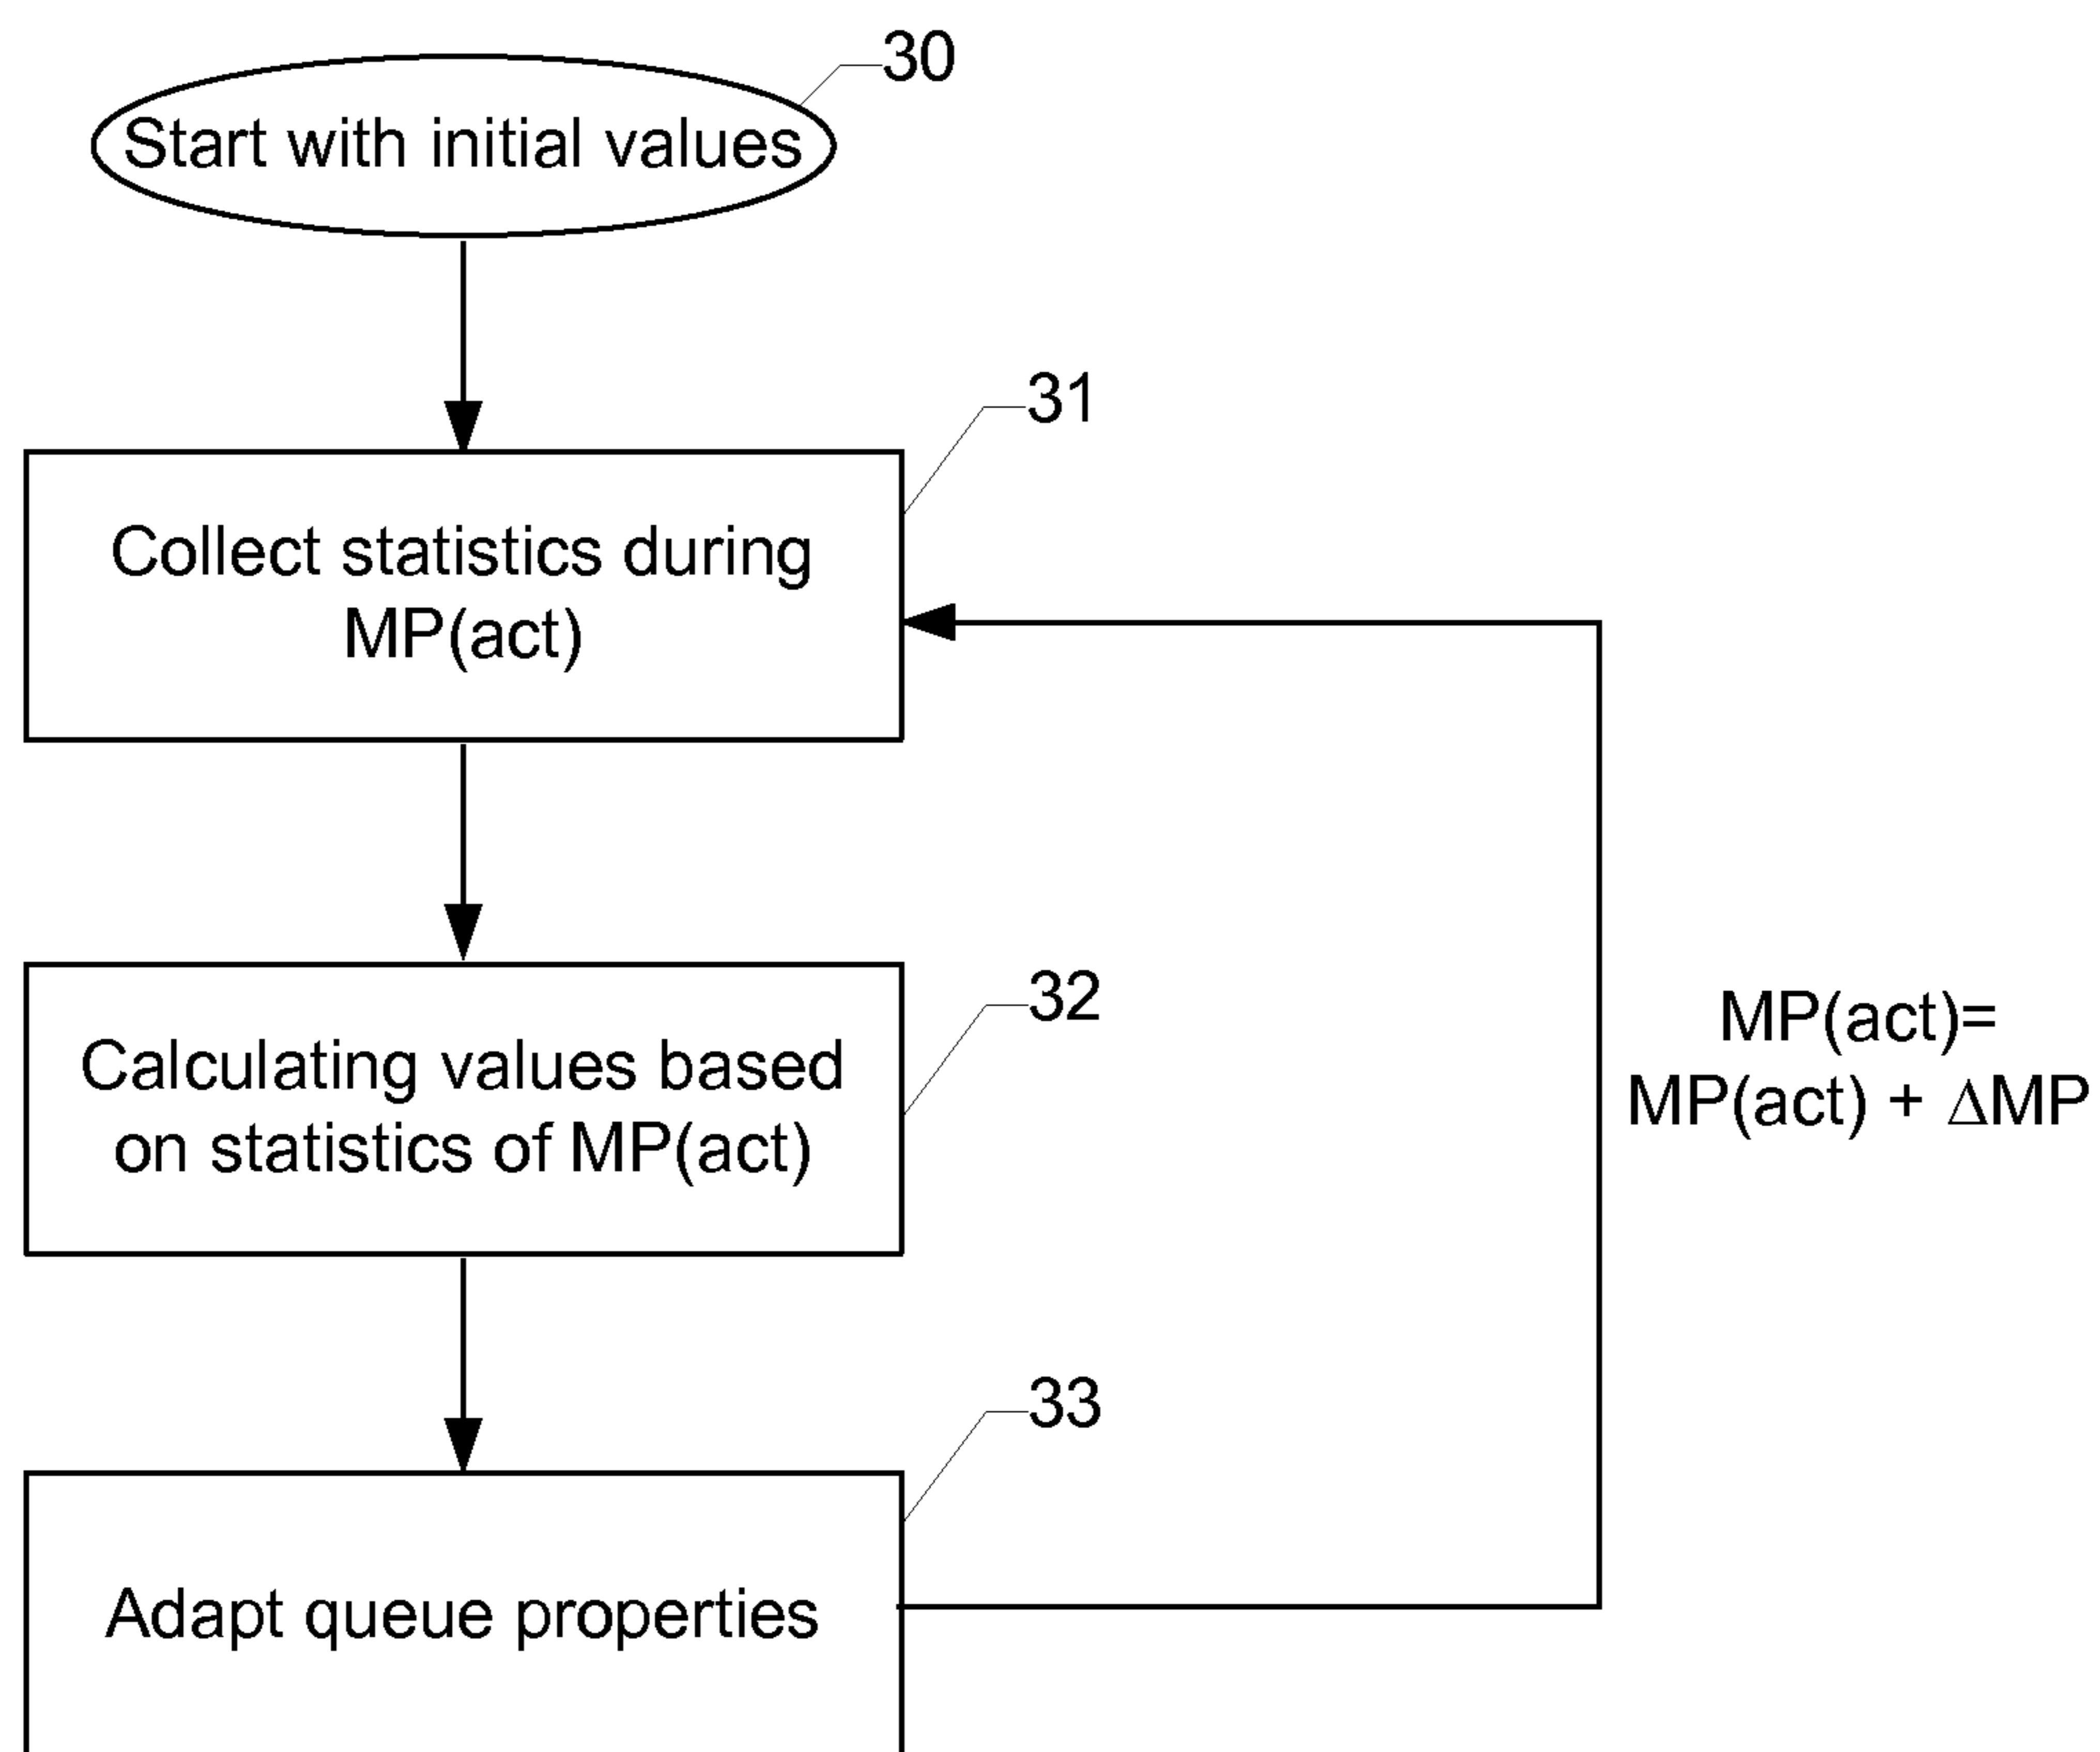 30
Start with initial values
31
Collect statistics during
MP(act)
32
Calculating values based
on statistics of MP(act)
MP(act)=
MP(act) + ΔMP
33
Adapt queue properties